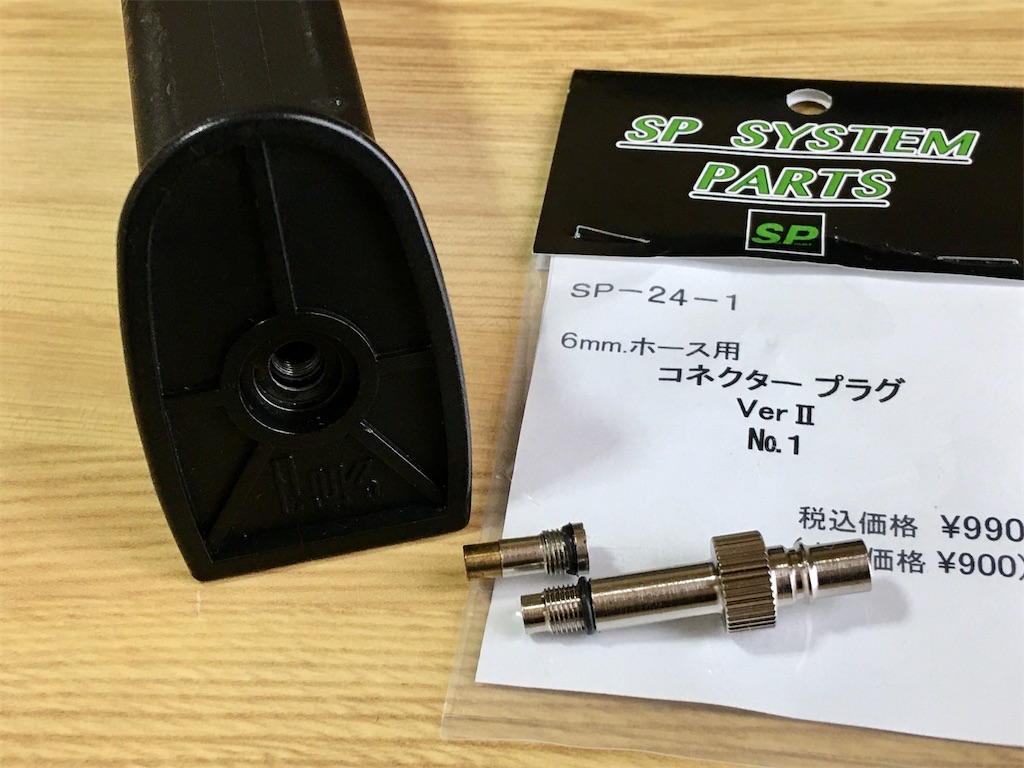 SP SYSTEM
PARTS
SP
SP－24－1
6mm.ホース用
コネクター プラグ
Ver Ⅱ
№.1
税込価格 ¥990
価格 ¥900)